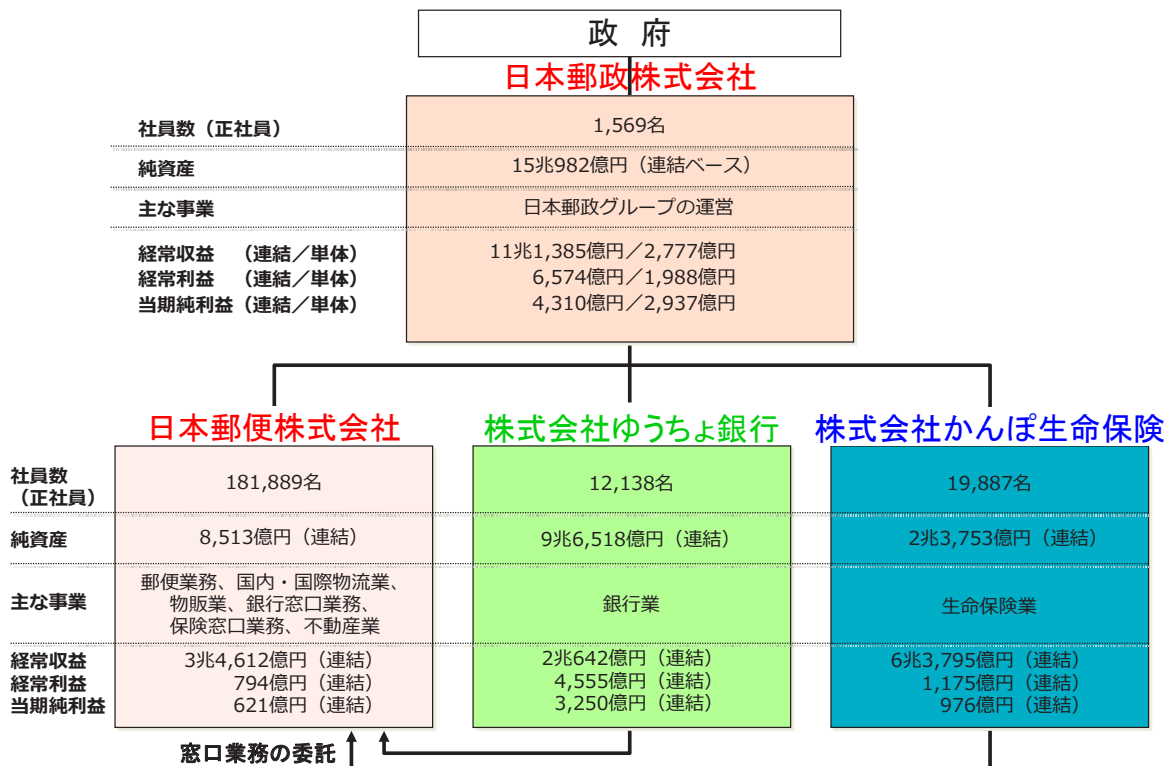 政 府
日本郵政株式会社
社員数（正社員） 1,569名
純資産 15兆982億円（連結ベース）
主な事業 日本郵政グループの運営
経常収益 （連結／単体） 11兆1,385億円／2,777億円
経常利益 （連結／単体） 6,574億円／1,988億円
当期純利益（連結／単体） 4,310億円／2,937億円
日本郵便株式会社 株式会社ゆうちょ銀行 株式会社かんぽ生命保険
社員数
（正社員） 181,889名 12,138名 19,887名
純資産 8,513億円（連結） 9兆6,518億円（連結） 2兆3,753億円（連結）
主な事業
郵便業務、国内・国際物流業、
物販業、銀行窓口業務、
保険窓口業務、不動産業
銀行業
生命保険業
経常収益 3兆4,612億円（連結） 2兆642億円（連結） 6兆3,795億円（連結）
経常利益 794億円（連結） 4,555億円（連結） 1,175億円（連結）
当期純利益 621億円（連結） 3,250億円（連結） 976億円（連結）
窓口業務の委託